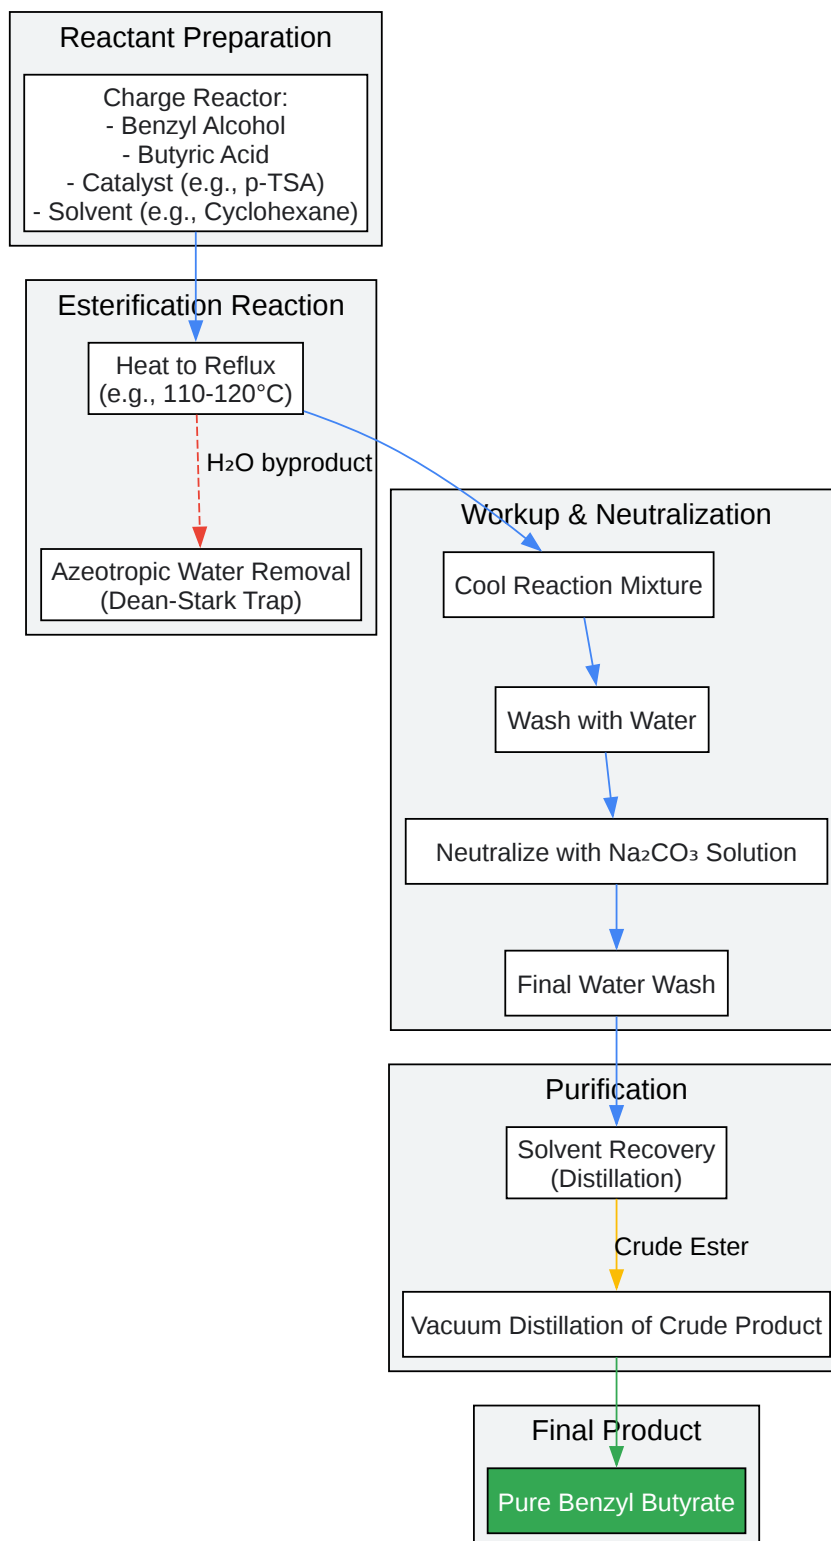 Reactant Preparation
Charge Reactor:
- Benzyl Alcohol
- Butyric Acid
- Catalyst (e.g., p-TSA)
- Solvent (e.g., Cyclohexane)
Esterification Reaction
Heat to Reflux
(e.g., 110-120°C)
H₂O byproduct
Azeotropic Water Removal
(Dean-Stark Trap)
Workup & Neutralization
Cool Reaction Mixture
Wash with Water
Neutralize with Na₂CO₃ Solution
Final Water Wash
Purification
Solvent Recovery
(Distillation)
Crude Ester
Vacuum Distillation of Crude Product
Final Product
Pure Benzyl Butyrate